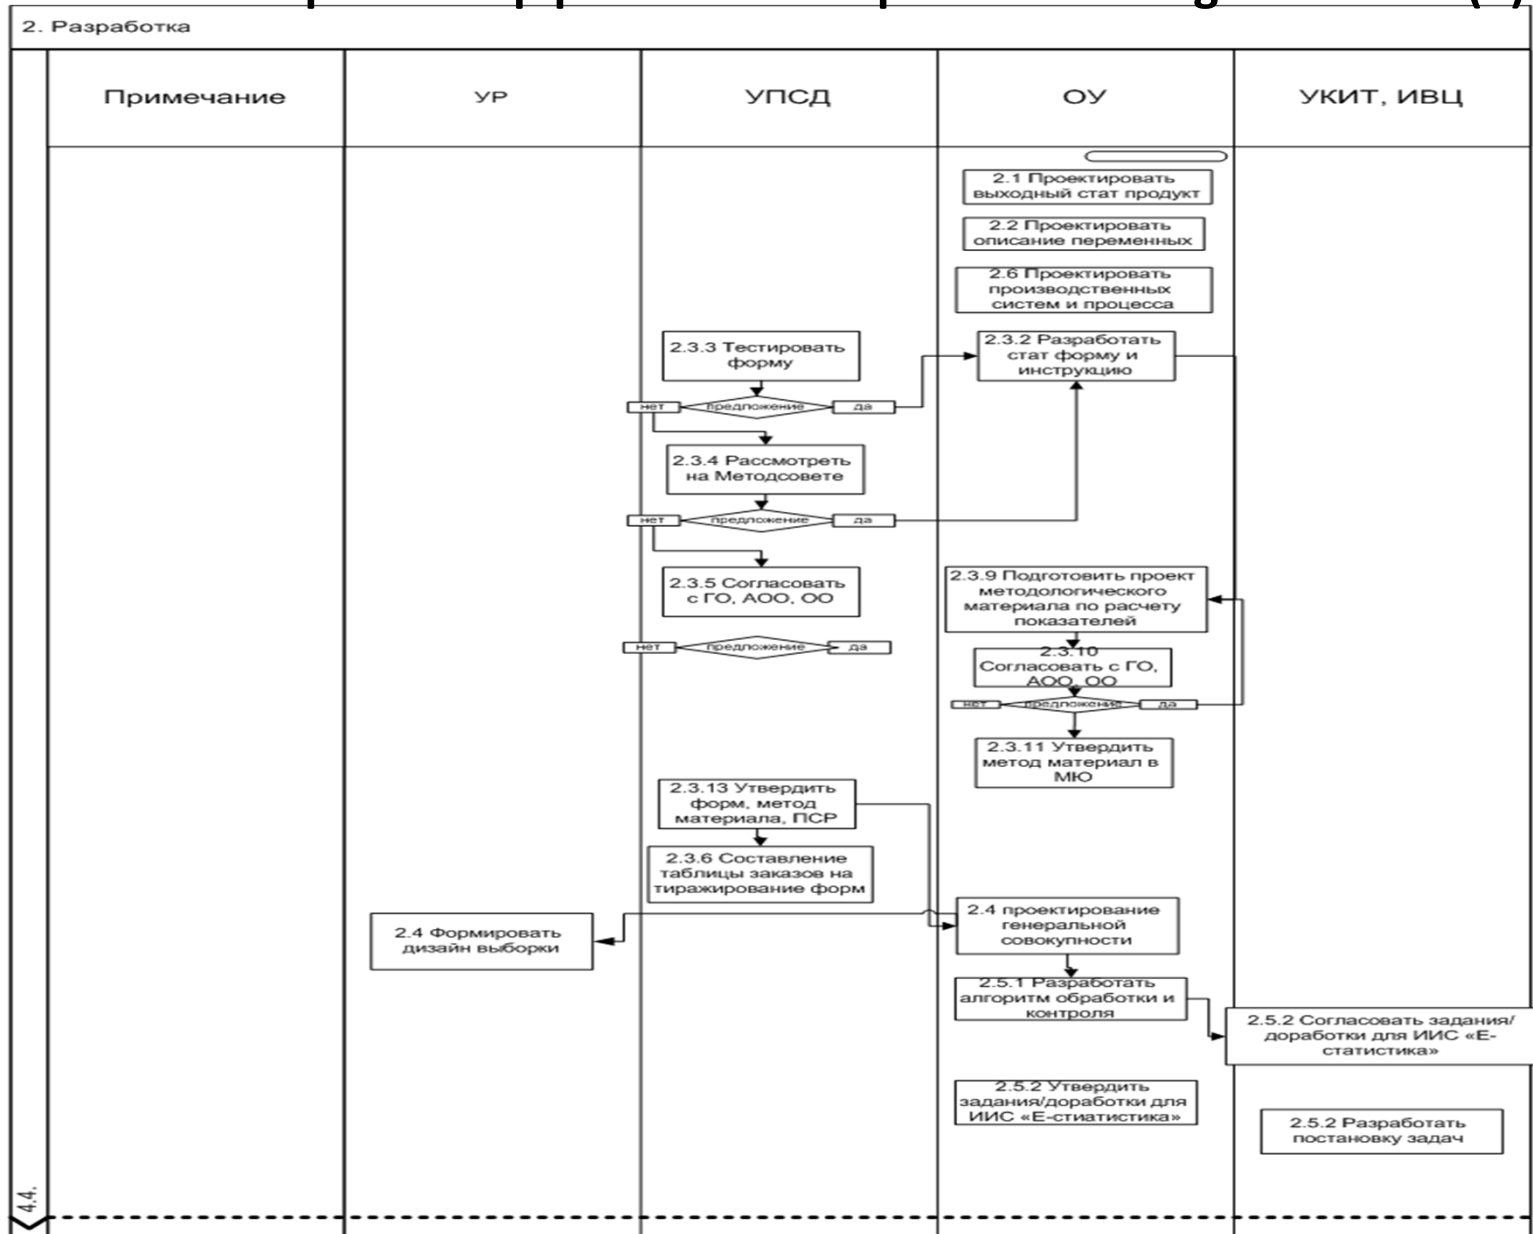 2. Разработка
Примечание
УР
УПСД
ОУ
УКИТ, ИВЦ
2.1 Проектировать
выходный стат продукт
2.2 Проектировать
описание переменных
2.6 Проектировать
производственных
систем и процесса
2.3.3 Тестировать
форму
2.3.2 Разработать
стат форму и
инструкцию
нет
предложение
да
2.3.4 Рассмотреть
на Методсовете
нет
предложение
да
2.3.5 Согласовать
с ГО, АОО, ОО
2.3.9 Подготовить проект
методологического
материала по расчету
показателей
нет
предложение
да
2.3.10
Согласовать с ГО,
АОО, ОО
нет
предложение
да
2.3.11 Утвердить
метод материал в
МЮ
2.3.13 Утвердить
форм, метод
материала, ПСР
2.3.6 Составление
таблицы заказов на
тиражирование форм
2.4 Формировать
дизайн выборки
2.4 проектирование
генеральной
совокупности
2.5.1 Разработать
алгоритм обработки и
контроля
2.5.2 Согласовать задания/
доработки для ИИС «Е-
статистика»
2.5.2 Утвердить
задания/доработки для
ИИС «Е-стиатистика»
2.5.2 Разработать
постановку задач
4.4.